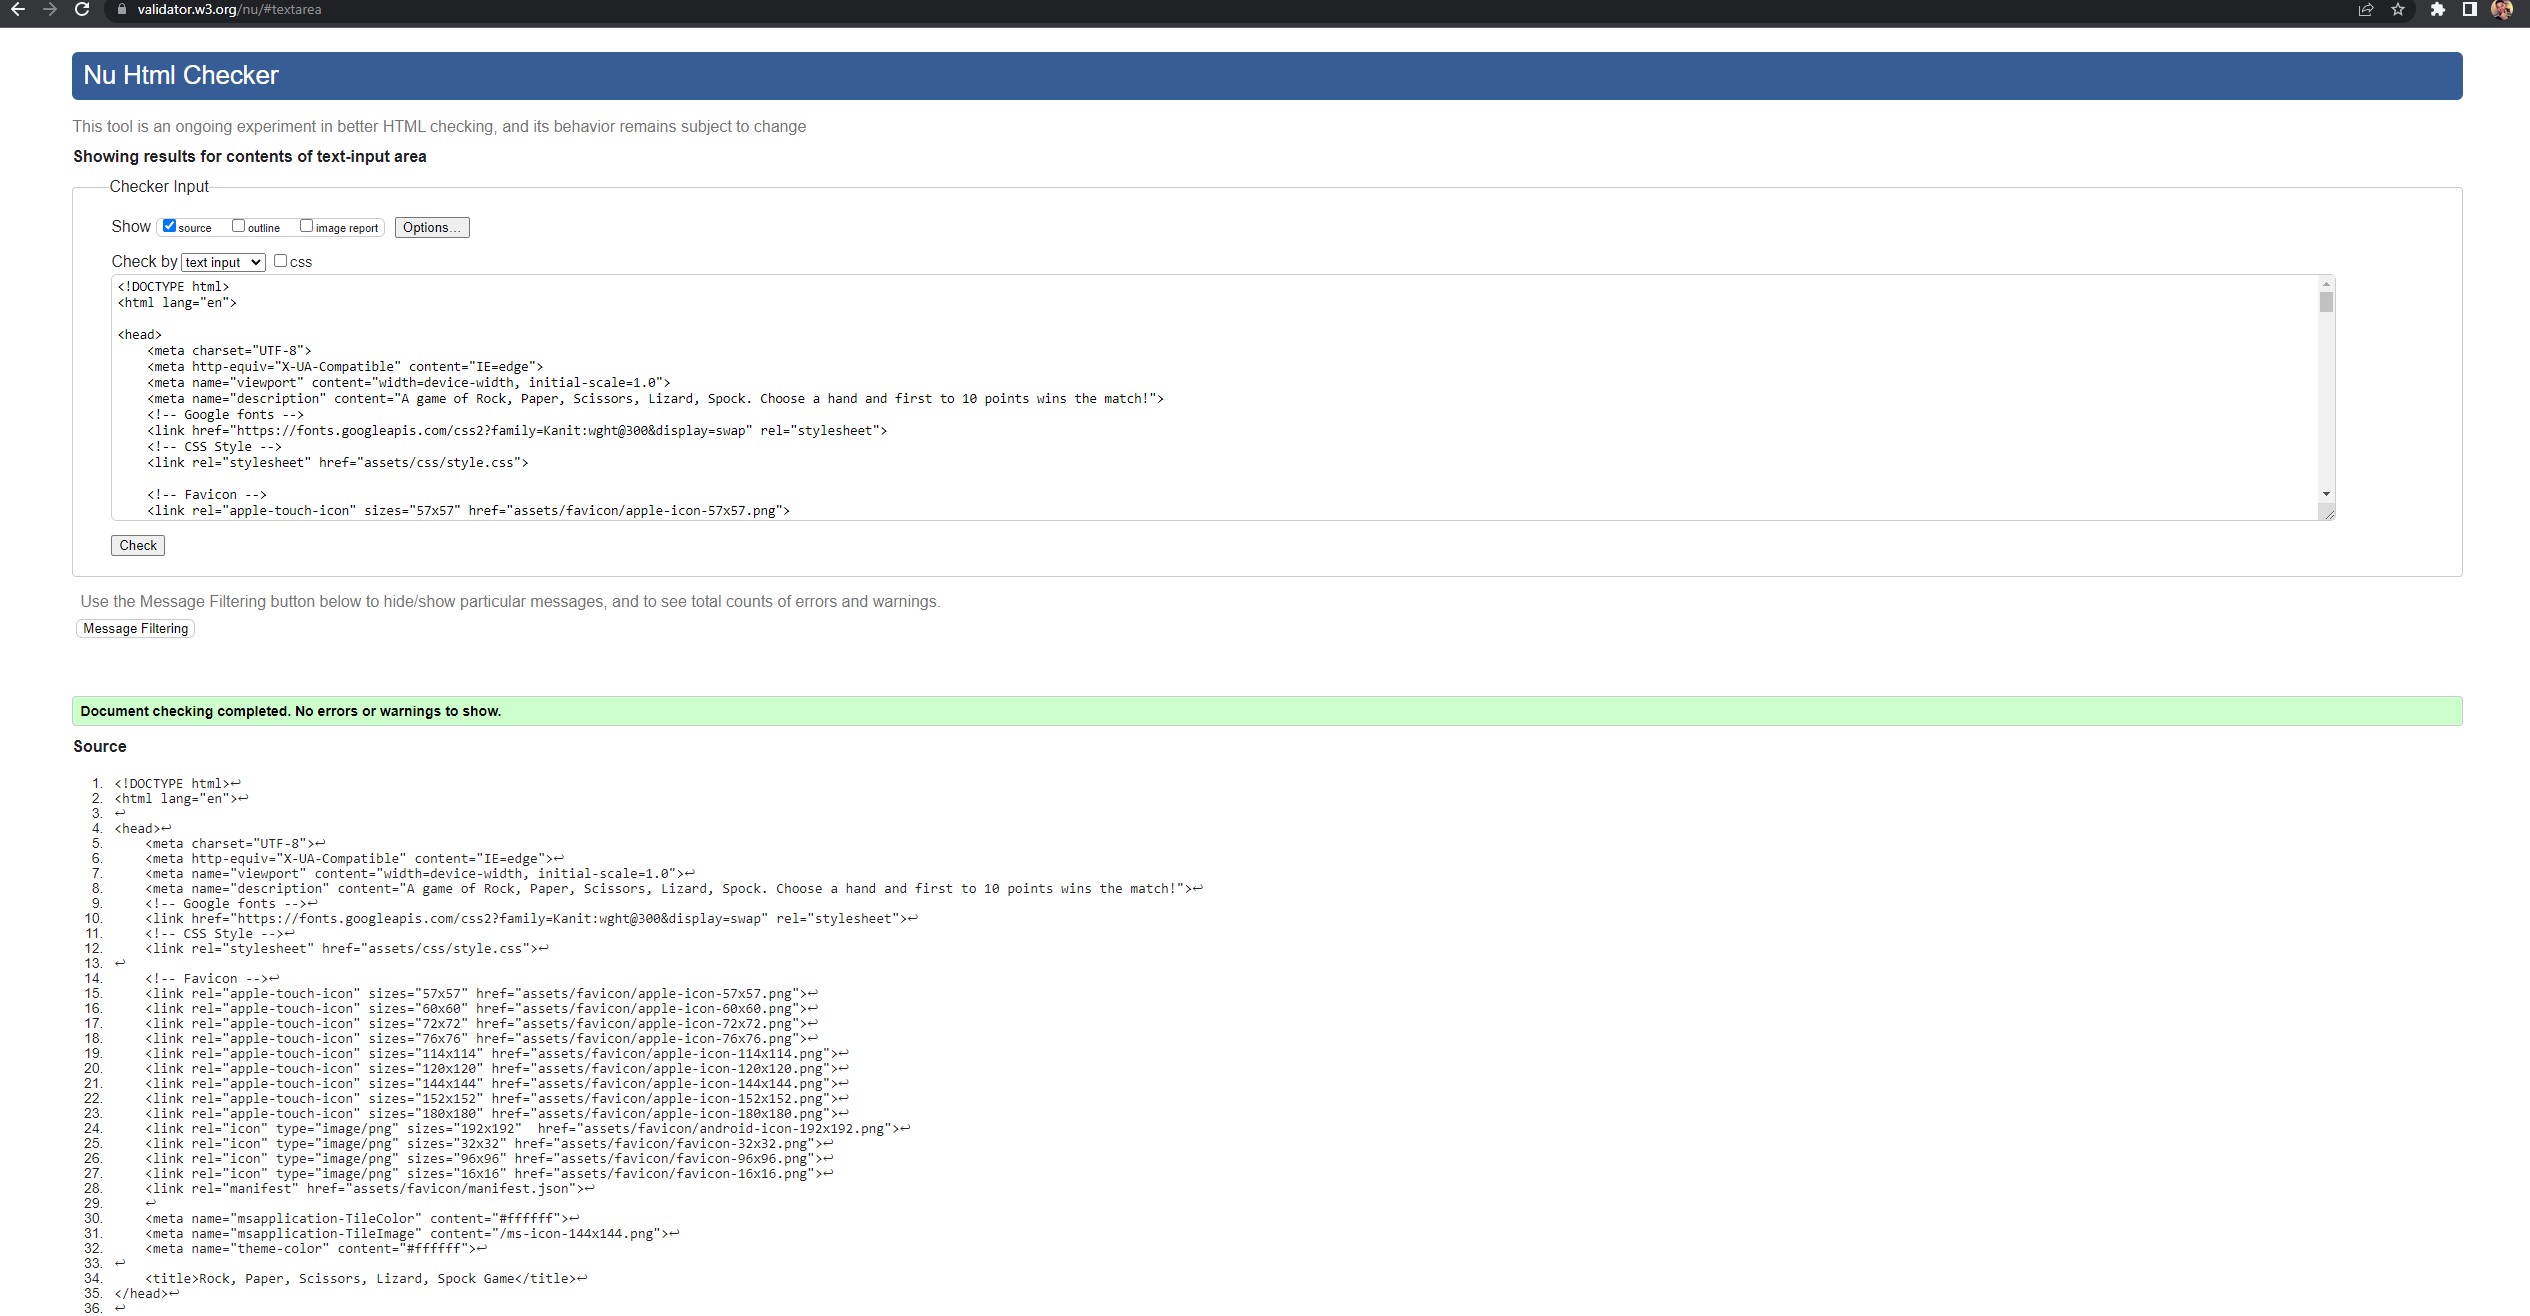 validator.w3.org/nu/#textarea
Nu Html Checker
This tool is an ongoing experiment in better HTML checking, and its behavior remains subject to change
Showing results for contents of text-input area
Checker Input
Show source outline image report Options...
Check by text input css
<!DOCTYPE html>
<html lang="en">
<head>
<meta charset="UTF-8">
<meta http-equiv="X-UA-Compatible" content="IE=edge">
<meta name="viewport" content="width=device-width, initial-scale=1.0">
<meta name="description" content="A game of Rock, Paper, Scissors, Lizard, Spock. Choose a hand and first to 10 points wins the match!">
<!-- Google fonts -->
<link href="https://fonts.googleapis.com/css2?family=Kanit:wght@300&display=swap" rel="stylesheet">
<!-- CSS Style -->
<link rel="stylesheet" href="assets/css/style.css">
<!-- Favicon -->
<link rel="apple-touch-icon" sizes="57x57" href="assets/favicon/apple-icon-57x57.png">
Check
Use the Message Filtering button below to hide/show particular messages, and to see total counts of errors and warnings.
Message Filtering
Document checking completed. No errors or warnings to show.
Source
1. <!DOCTYPE html>↩
2. <html lang="en">↩
3. ↩
4. <head>↩
5. <meta charset="UTF-8">↩
6. <meta http-equiv="X-UA-Compatible" content="IE=edge">↩
7. <meta name="viewport" content="width=device-width, initial-scale=1.0">↩
8. <meta name="description" content="A game of Rock, Paper, Scissors, Lizard, Spock. Choose a hand and first to 10 points wins the match!">↩
9. <!-- Google fonts -->↩
10. <link href="https://fonts.googleapis.com/css2?family=Kanit:wght@300&display=swap" rel="stylesheet">↩
11. <!-- CSS Style -->↩
12. <link rel="stylesheet" href="assets/css/style.css">↩
13. ↩
14. <!-- Favicon -->↩
15. <link rel="apple-touch-icon" sizes="57x57" href="assets/favicon/apple-icon-57x57.png">↩
16. <link rel="apple-touch-icon" sizes="60x60" href="assets/favicon/apple-icon-60x60.png">↩
17. <link rel="apple-touch-icon" sizes="72x72" href="assets/favicon/apple-icon-72x72.png">↩
18. <link rel="apple-touch-icon" sizes="76x76" href="assets/favicon/apple-icon-76x76.png">↩
19. <link rel="apple-touch-icon" sizes="114x114" href="assets/favicon/apple-icon-114x114.png">↩
20. <link rel="apple-touch-icon" sizes="120x120" href="assets/favicon/apple-icon-120x120.png">↩
21. <link rel="apple-touch-icon" sizes="144x144" href="assets/favicon/apple-icon-144x144.png">↩
22. <link rel="apple-touch-icon" sizes="152x152" href="assets/favicon/apple-icon-152x152.png">↩
23. <link rel="apple-touch-icon" sizes="180x180" href="assets/favicon/apple-icon-180x180.png">↩
24. <link rel="icon" type="image/png" sizes="192x192"  href="assets/favicon/android-icon-192x192.png">↩
25. <link rel="icon" type="image/png" sizes="32x32" href="assets/favicon/favicon-32x32.png">↩
26. <link rel="icon" type="image/png" sizes="96x96" href="assets/favicon/favicon-96x96.png">↩
27. <link rel="icon" type="image/png" sizes="16x16" href="assets/favicon/favicon-16x16.png">↩
28. <link rel="manifest" href="assets/favicon/manifest.json">↩
29. ↩
30. <meta name="msapplication-TileColor" content="#ffffff">↩
31. <meta name="msapplication-TileImage" content="/ms-icon-144x144.png">↩
32. <meta name="theme-color" content="#ffffff">↩
33. ↩
34. <title>Rock, Paper, Scissors, Lizard, Spock Game</title>↩
35. </head>↩
36. ↩